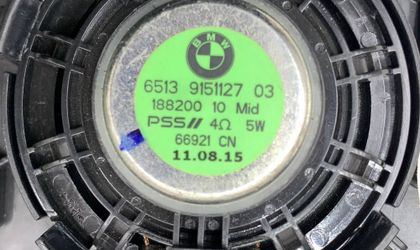 BMW
6513 9151127 03
188200 10 Mid
PSS// 4Ω 5W
66921 CN
11.08.15